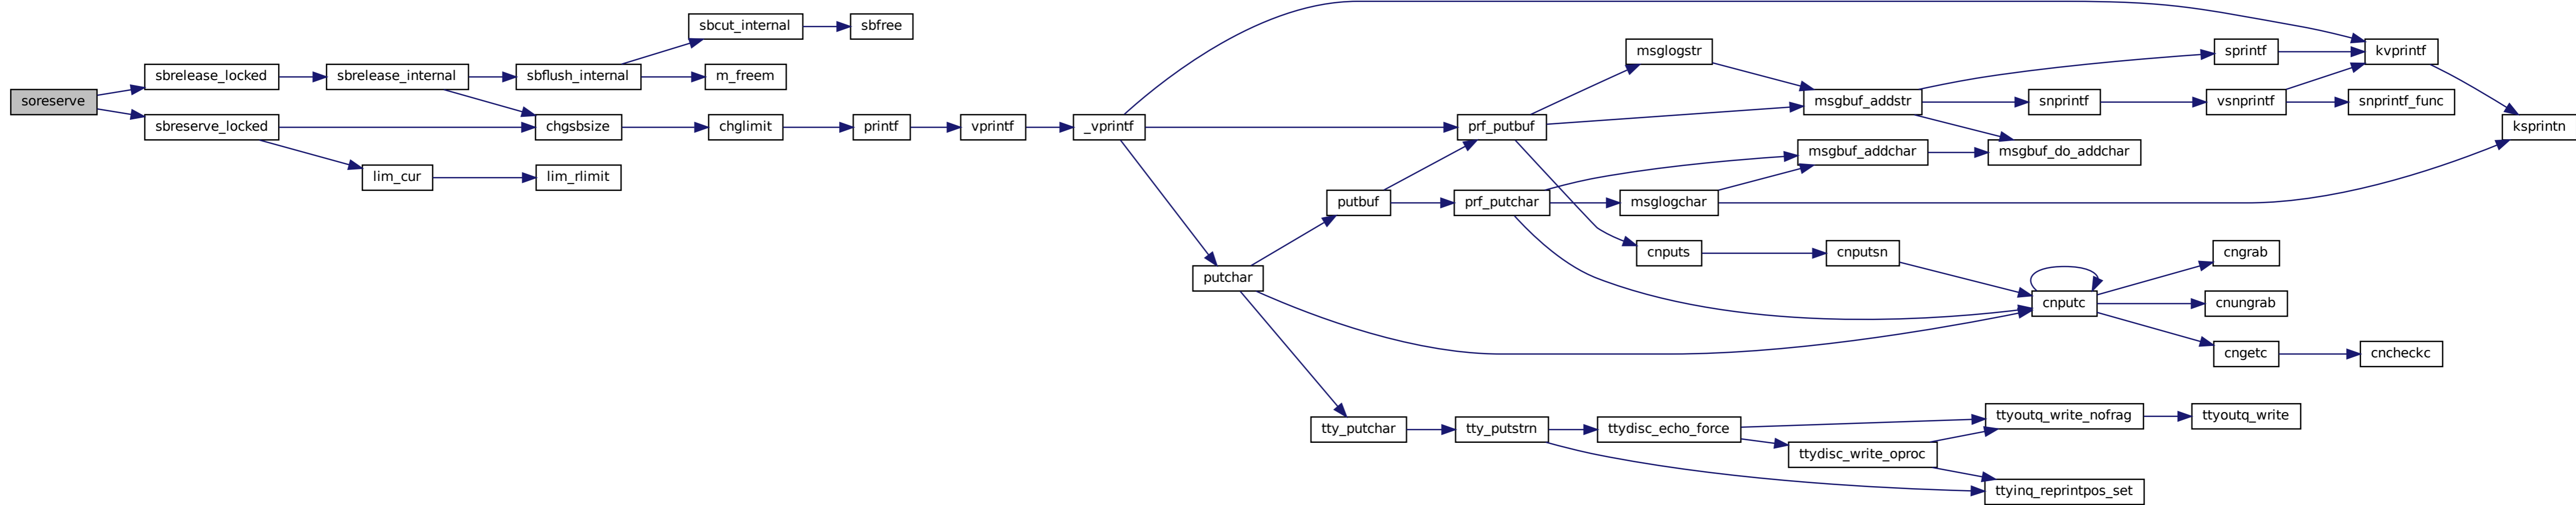 soreserve
sbrelease_locked
sbreserve_locked
sbrelease_internal
lim_cur
sbflush_internal
chgsbsize
lim_rlimit
sbcut_internal
m_freem
chglimit
sbfree
printf
vprintf
_vprintf
putchar
putbuf
tty_putchar
prf_putbuf
prf_putchar
tty_putstrn
msglogstr
msglogchar
cnputs
ttydisc_echo_force
msgbuf_addstr
msgbuf_addchar
cnputsn
ttydisc_write_oproc
snprintf
msgbuf_do_addchar
cnputc
ttyoutq_write_nofrag
ttyinq_reprintpos_set
sprintf
vsnprintf
cngrab
cnungrab
cngetc
ttyoutq_write
kvprintf
snprintf_func
cncheckc
ksprintn